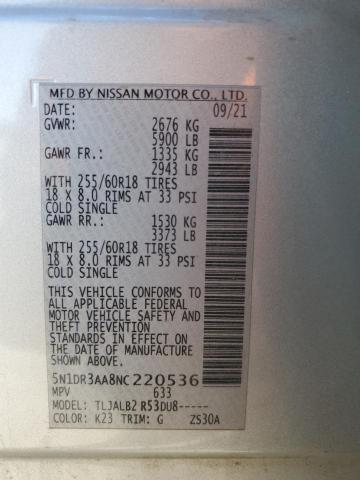 MFD BY NISSAN MOTOR CO., LTD.
DATE: 09/21
GVWR: 2676 KG
5900 LB
GAWR FR.: 1335 KG
2943 LB
WITH 255/60R18 TIRES
18 X 8.0 RIMS AT 33 PSI
COLD SINGLE
GAWR RR.: 1530 KG
3373 LB
WITH 255/60R18 TIRES
18 X 8.0 RIMS AT 33 PSI
COLD SINGLE
THIS VEHICLE CONFORMS TO
ALL APPLICABLE FEDERAL
MOTOR VEHICLE SAFETY AND
THEFT PREVENTION
STANDARDS IN EFFECT ON
THE DATE OF MANUFACTURE
SHOWN ABOVE.
5N1DR3AA8NC220536
MPV 633
MODEL: TLJALB2 R53DU8-----
COLOR: K23 TRIM: G ZS30A